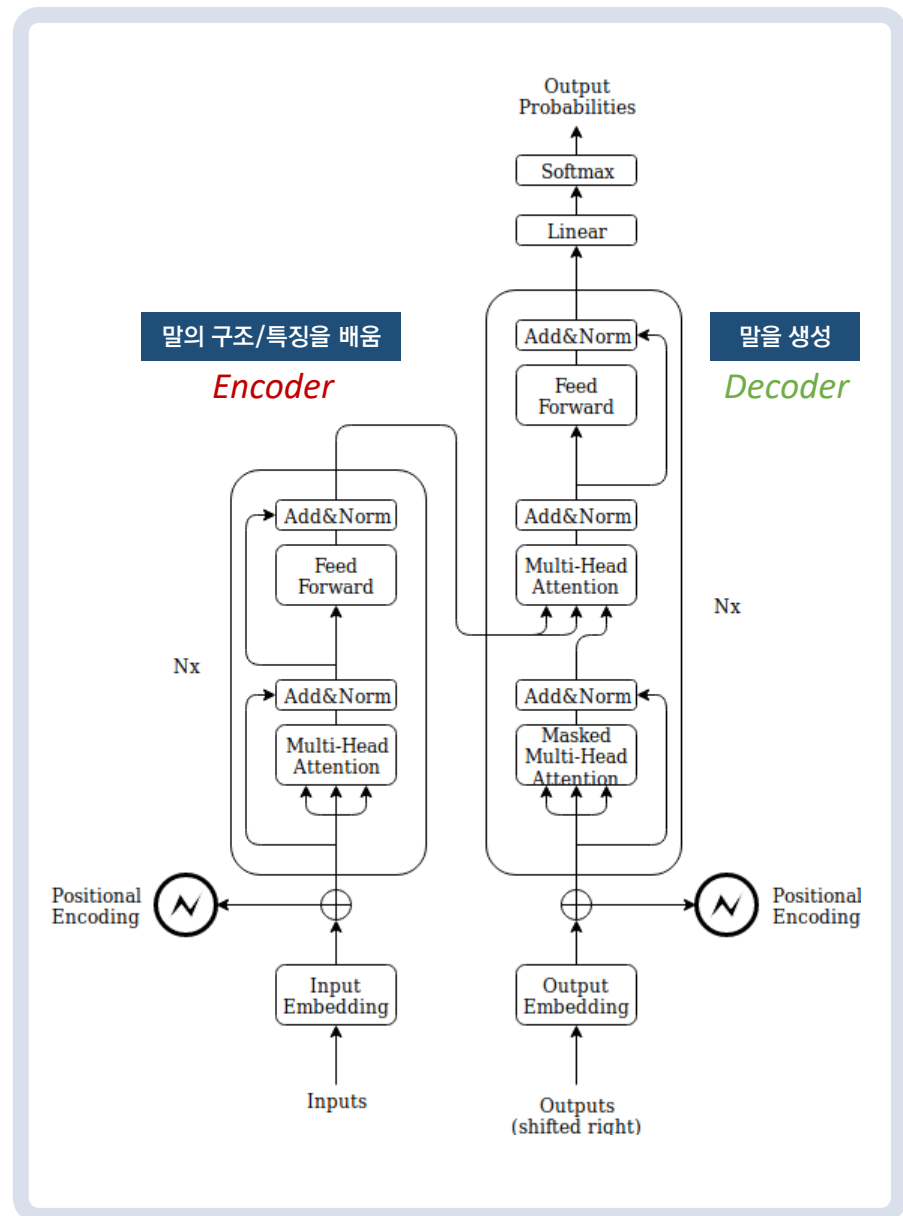 Output
Probabilities
Softmax
Linear
말의 구조/특징을 배움
Encoder
말을 생성
Decoder
Add&Norm
Feed
Forward
Add&Norm
Multi-Head
Attention
Nx
Add&Norm
Masked
Multi-Head
Attention
Add&Norm
Feed
Forward
Nx
Add&Norm
Multi-Head
Attention
Positional
Encoding
Positional
Encoding
Input
Embedding
Output
Embedding
Inputs
Outputs
(shifted right)